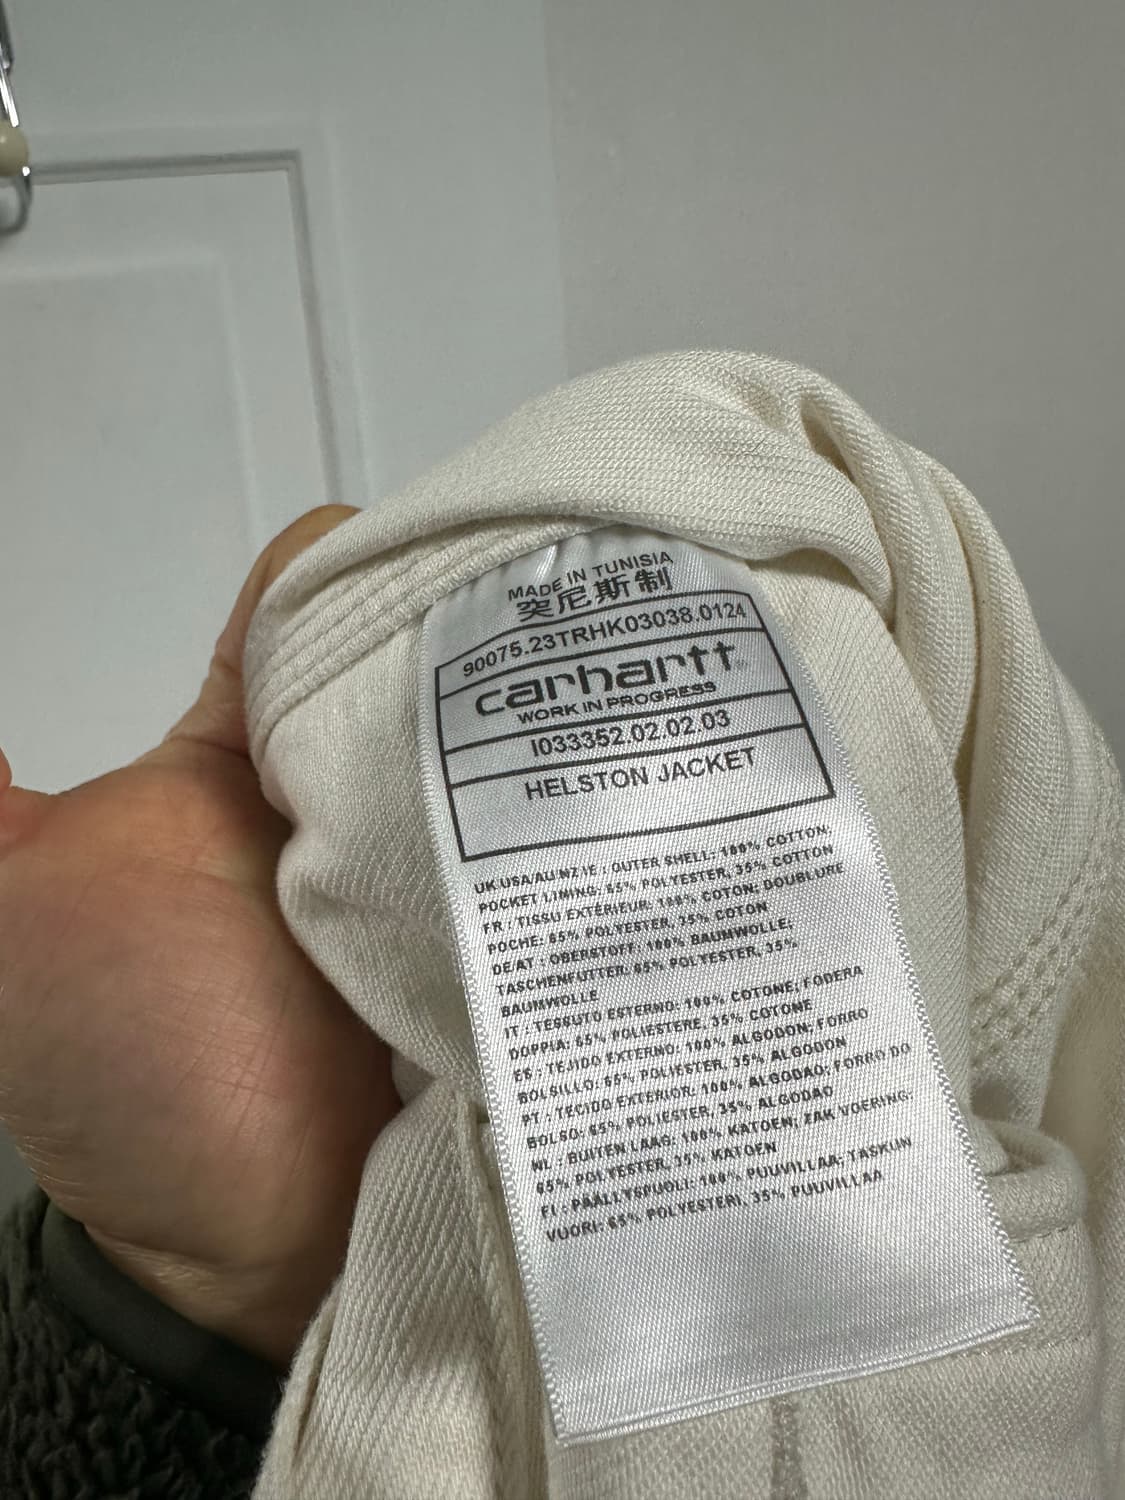 MADE IN TUNISIA
突尼斯制
90075.23TRHK03038.0124
carhartt
WORK IN PROGRESS
I033352.02.02.03
HELSTON JACKET
UK/USA/AU/NZ/IE : OUTER SHELL: 100% COTTON;
POCKET LINING: 65% POLYESTER, 35% COTTON
FR : TISSU EXTÉRIEUR: 100% COTON; DOUBLURE
POCHE: 65% POLYESTER, 35% COTON
DE/AT : OBERSTOFF: 100% BAUMWOLLE;
TASCHENFUTTER: 65% POLYESTER, 35%
BAUMWOLLE
IT : TESSUTO ESTERNO: 100% COTONE; FODERA
DOPPIA: 65% POLIESTERE, 35% COTONE
ES : TEJIDO EXTERNO: 100% ALGODON; FORRO
BOLSILLO: 65% POLIESTER, 35% ALGODON
PT : TECIDO EXTERIOR: 100% ALGODAO; FORRO DO
BOLSO: 65% POLIESTER, 35% ALGODAO
NL : BUITEN LAAG: 100% KATOEN; ZAK VOERING:
65% POLYESTER, 35% KATOEN
FI : PÄÄLLYSPUOLI: 100% PUUVILLAA; TASKUN
VUORI: 65% POLYESTERI, 35% PUUVILLAA